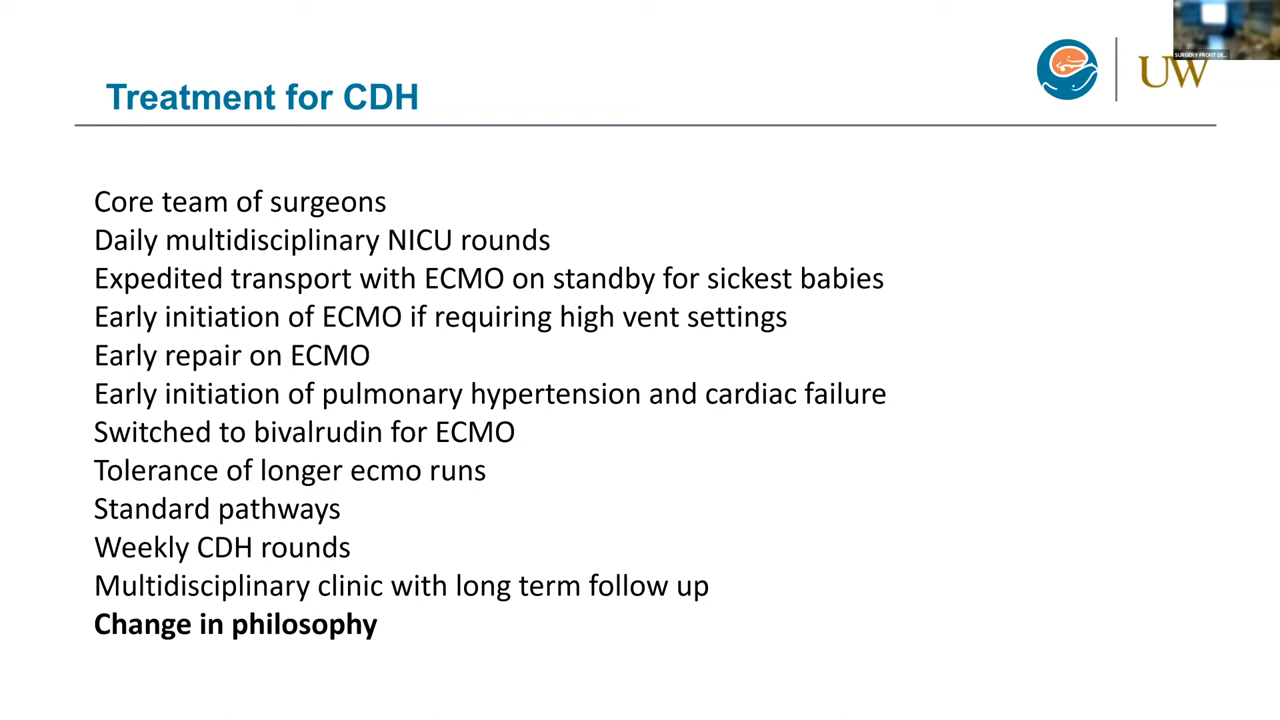 SURGERY FRONT DE...
UW
Treatment for CDH
Core team of surgeons
Daily multidisciplinary NICU rounds
Expedited transport with ECMO on standby for sickest babies
Early initiation of ECMO if requiring high vent settings
Early repair on ECMO
Early initiation of pulmonary hypertension and cardiac failure
Switched to bivalrudin for ECMO
Tolerance of longer ecmo runs
Standard pathways
Weekly CDH rounds
Multidisciplinary clinic with long term follow up
Change in philosophy